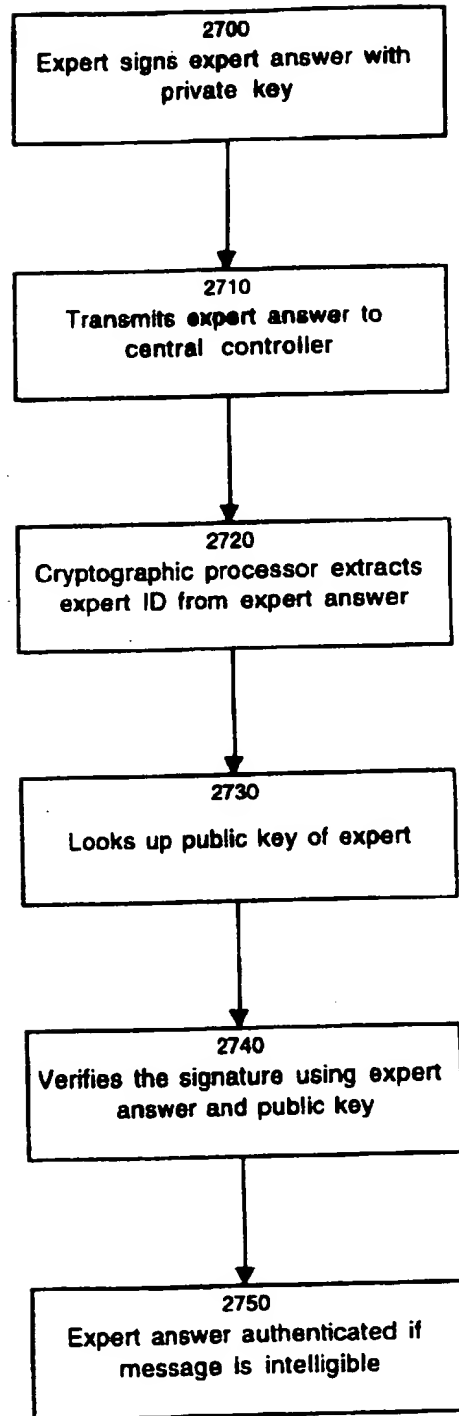 2700
Expert signs expert answer with
private key
2710
Transmits expert answer to
central controller
2720
Cryptographic processor extracts
expert ID from expert answer
2730
Looks up public key of expert
2740
Verifies the signature using expert
answer and public key
2750
Expert answer authenticated if
message is intelligible